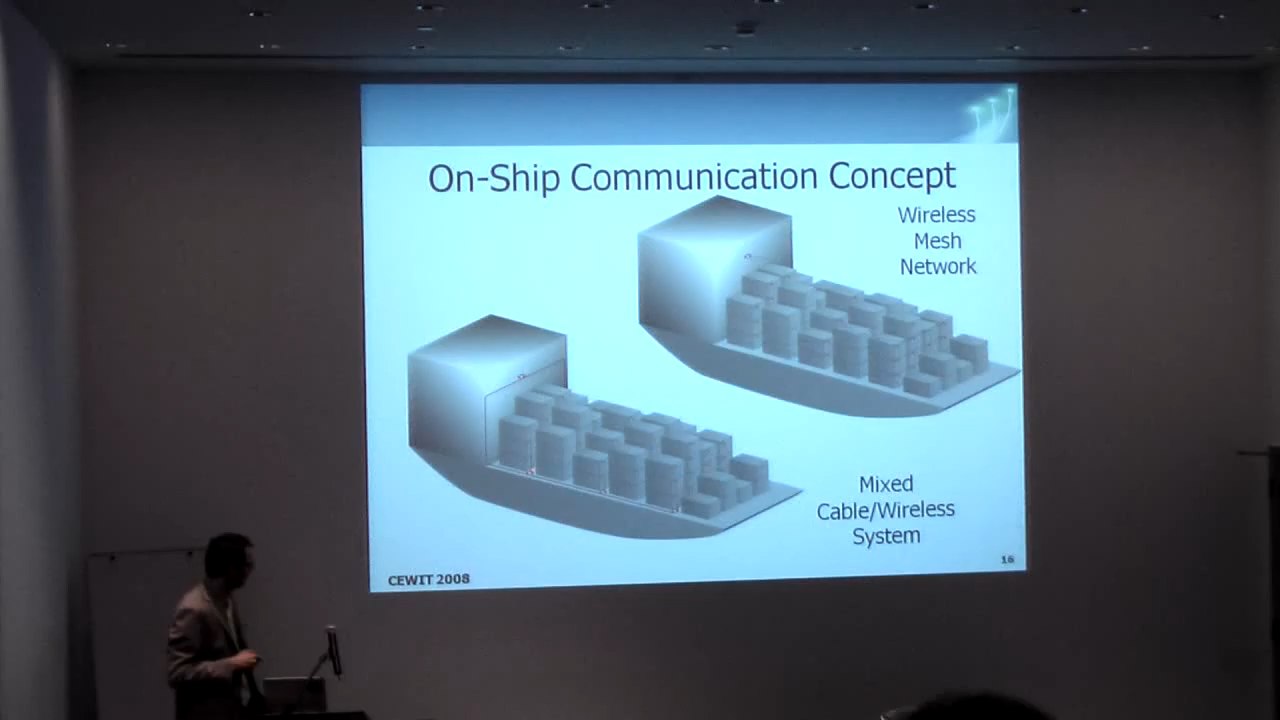 On-Ship Communication Concept
Wireless
Mesh
Network
Mixed
Cable/Wireless
System
CEWIT 2008
16